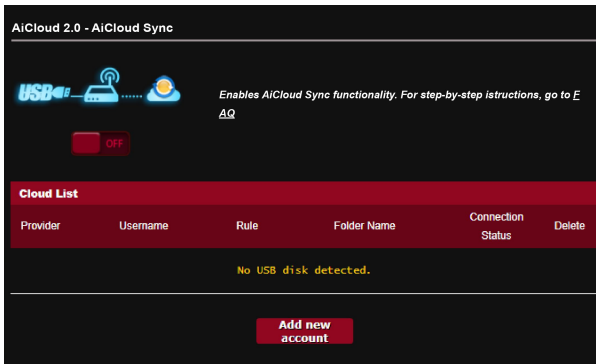 AiCloud 2.0 - AiCloud Sync
USB
Enables AiCloud Sync functionality. For step-by-step istructions, go to F
AQ
OFF
Cloud List
Provider Username Rule Folder Name Connection Status Delete
No USB disk detected.
Add new
account